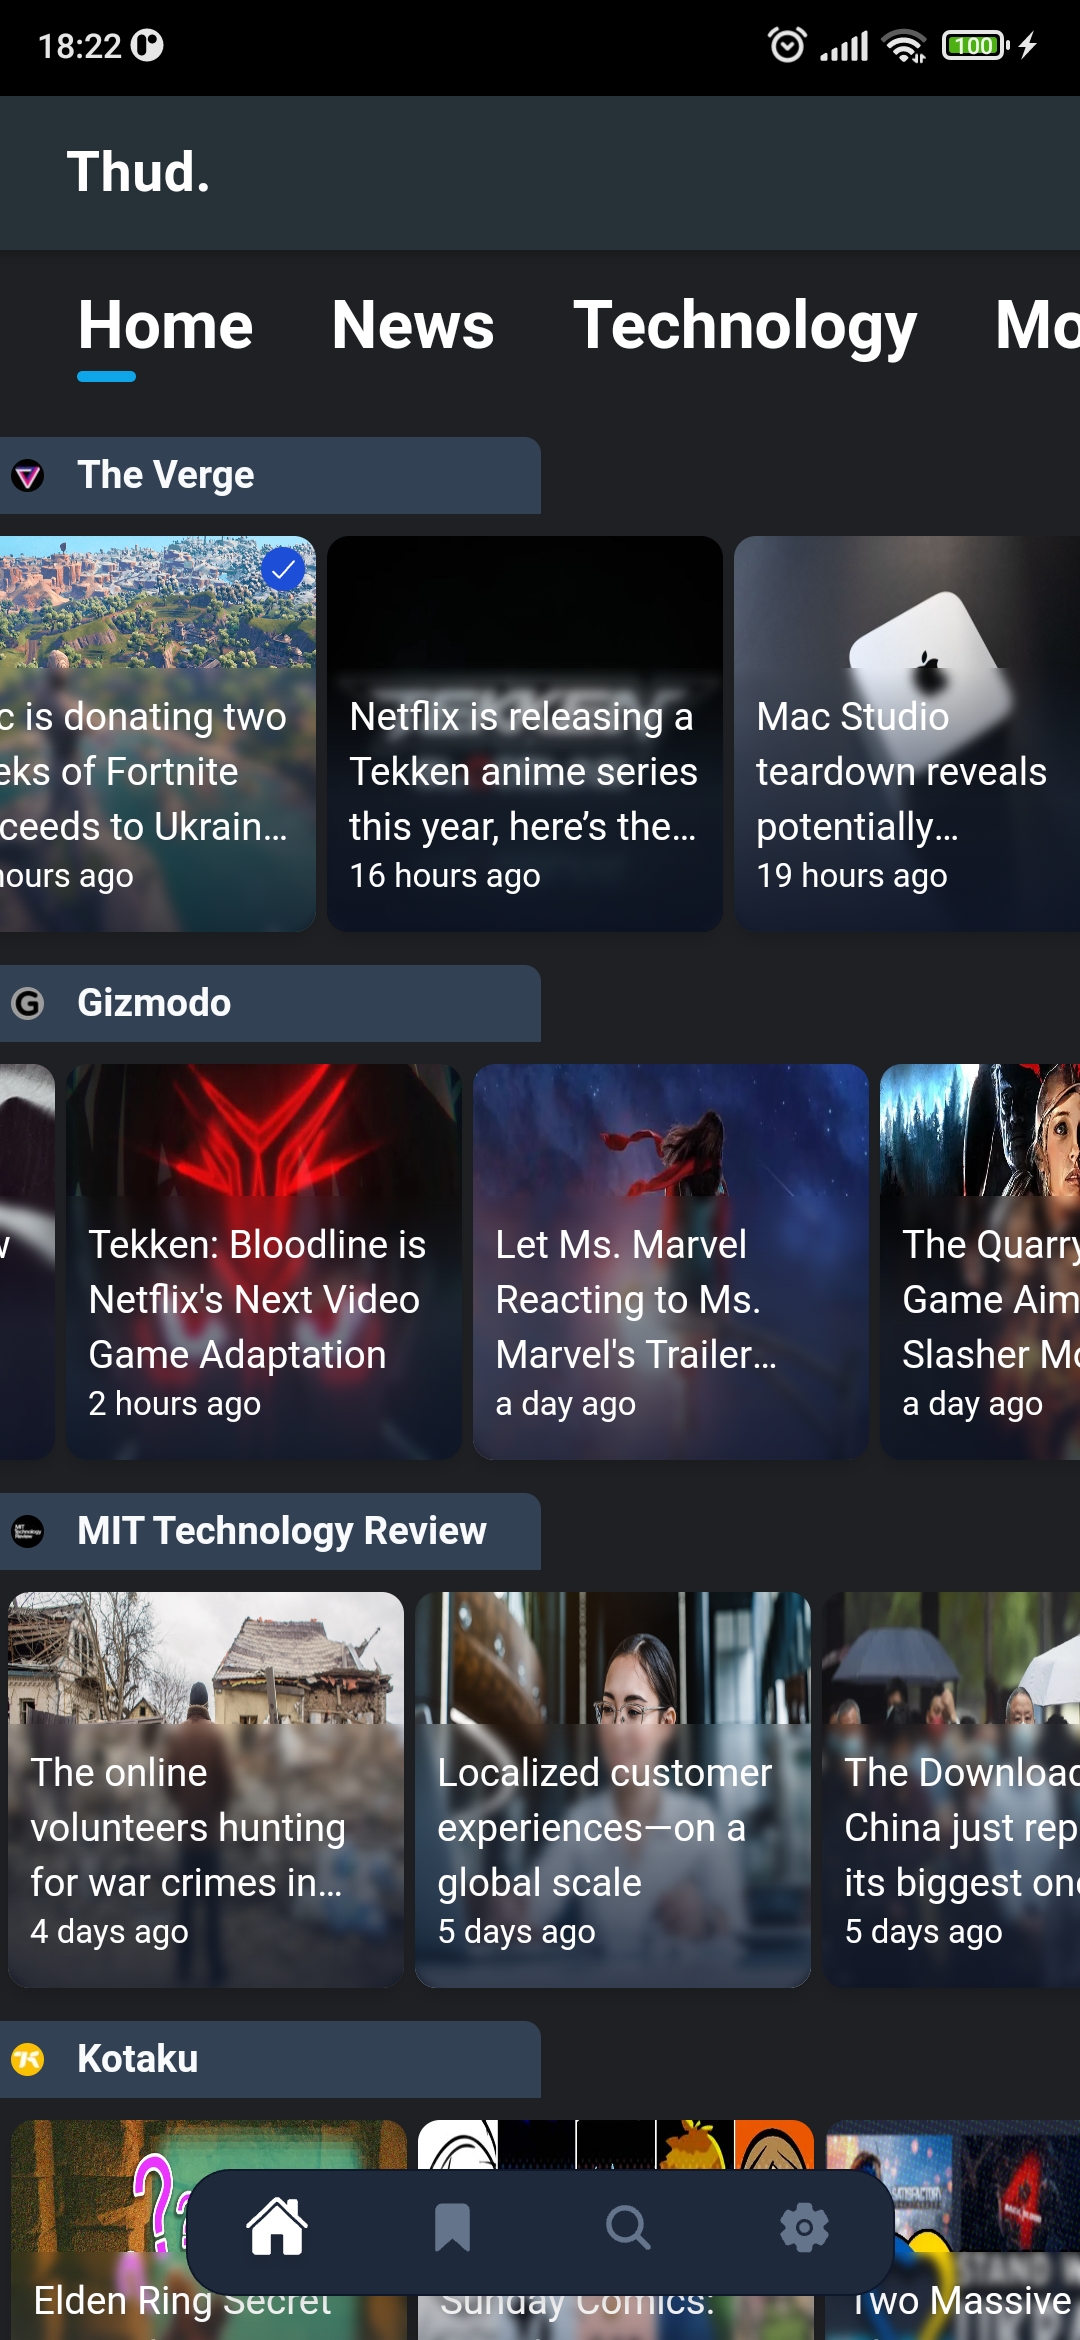 18:22
100
Thud.
Home News Technology Mo
The Verge
c is donating two
eks of Fortnite
ceeds to Ukrain...
hours ago
Netflix is releasing a
Tekken anime series
this year, here’s the...
16 hours ago
Mac Studio
teardown reveals
potentially...
19 hours ago
G Gizmodo
Tekken: Bloodline is
Netflix's Next Video
Game Adaptation
2 hours ago
Let Ms. Marvel
Reacting to Ms.
Marvel's Trailer...
a day ago
The Quarry
Game Aim
Slasher Mo
a day ago
MIT Technology Review
MIT Technology Review
The online
volunteers hunting
for war crimes in...
4 days ago
Localized customer
experiences—on a
global scale
5 days ago
The Download
China just rep
its biggest one
5 days ago
Kotaku
Elden Ring Secret
Sunday Comics:
Two Massive